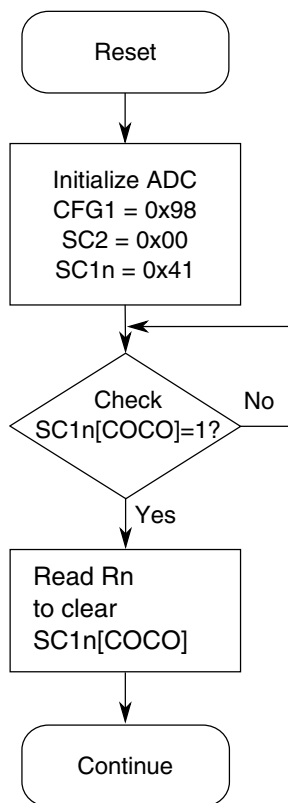 Reset
Initialize ADC
CFG1 = 0x98
SC2 = 0x00
SC1n = 0x41
Check
SC1n[COCO]=1?
No
Yes
Read Rn
to clear
SC1n[COCO]
Continue